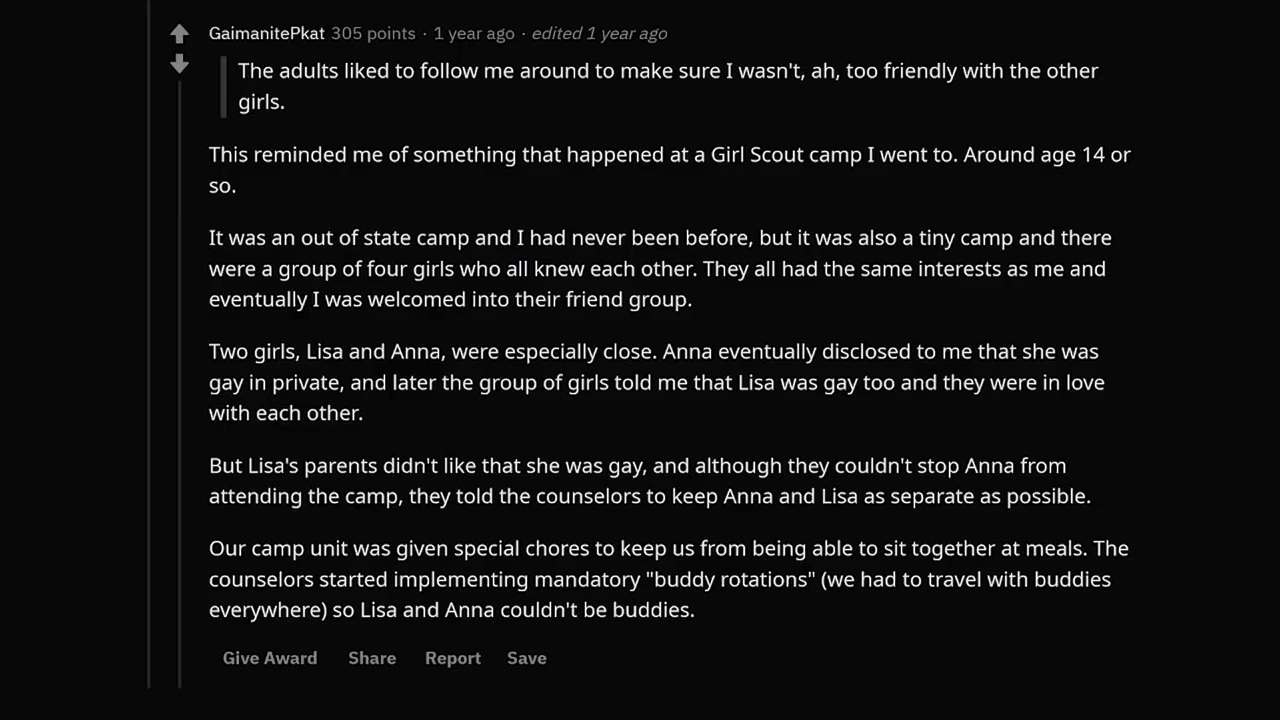 GaimanitePkat 305 points · 1 year ago · edited 1 year ago
The adults liked to follow me around to make sure I wasn't, ah, too friendly with the other
girls.
This reminded me of something that happened at a Girl Scout camp I went to. Around age 14 or
so.
It was an out of state camp and I had never been before, but it was also a tiny camp and there
were a group of four girls who all knew each other. They all had the same interests as me and
eventually I was welcomed into their friend group.
Two girls, Lisa and Anna, were especially close. Anna eventually disclosed to me that she was
gay in private, and later the group of girls told me that Lisa was gay too and they were in love
with each other.
But Lisa's parents didn't like that she was gay, and although they couldn't stop Anna from
attending the camp, they told the counselors to keep Anna and Lisa as separate as possible.
Our camp unit was given special chores to keep us from being able to sit together at meals. The
counselors started implementing mandatory "buddy rotations" (we had to travel with buddies
everywhere) so Lisa and Anna couldn't be buddies.
Give Award Share Report Save